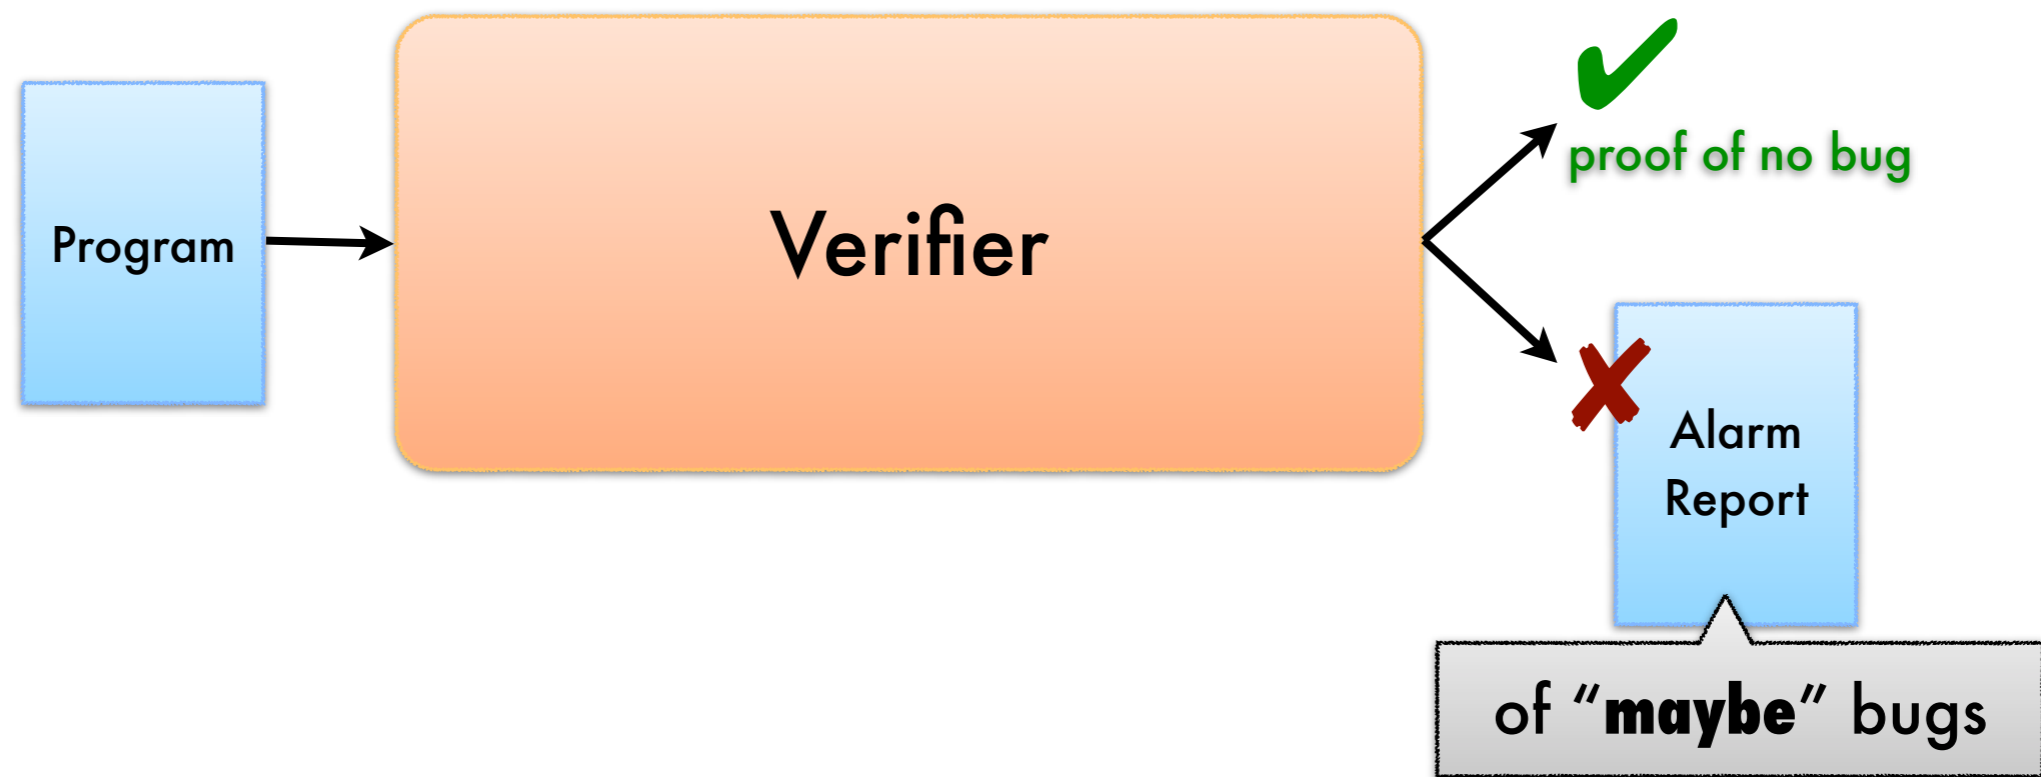 Program
Verifier
proof of no bug
Alarm
Report
of “maybe” bugs